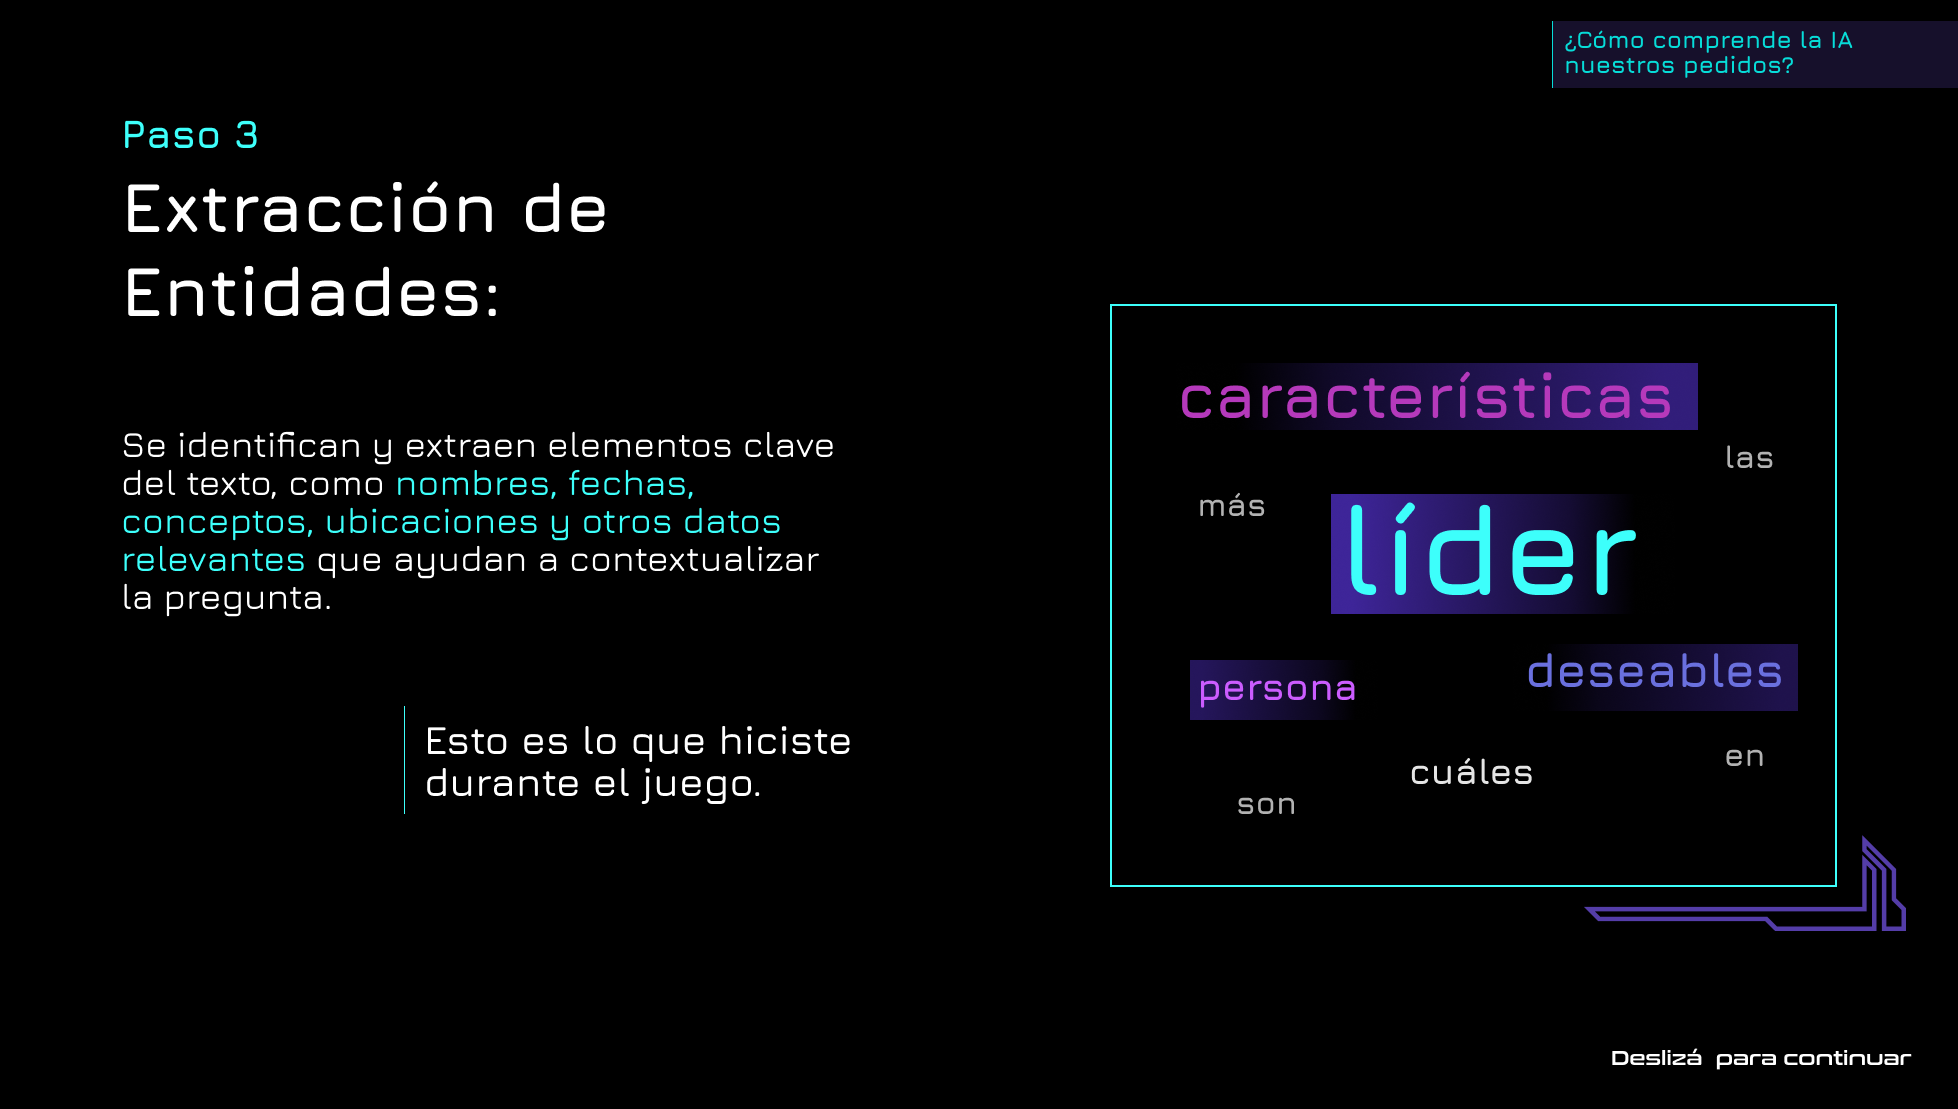 ¿Cómo comprende la IA
nuestros pedidos?
Paso 3
Extracción de
Entidades:
Se identifican y extraen elementos clave
del texto, como nombres, fechas,
conceptos, ubicaciones y otros datos
relevantes que ayudan a contextualizar
la pregunta.
Esto es lo que hiciste
durante el juego.
características
las
más
líder
persona
deseables
cuáles
en
son
Deslizá para continuar